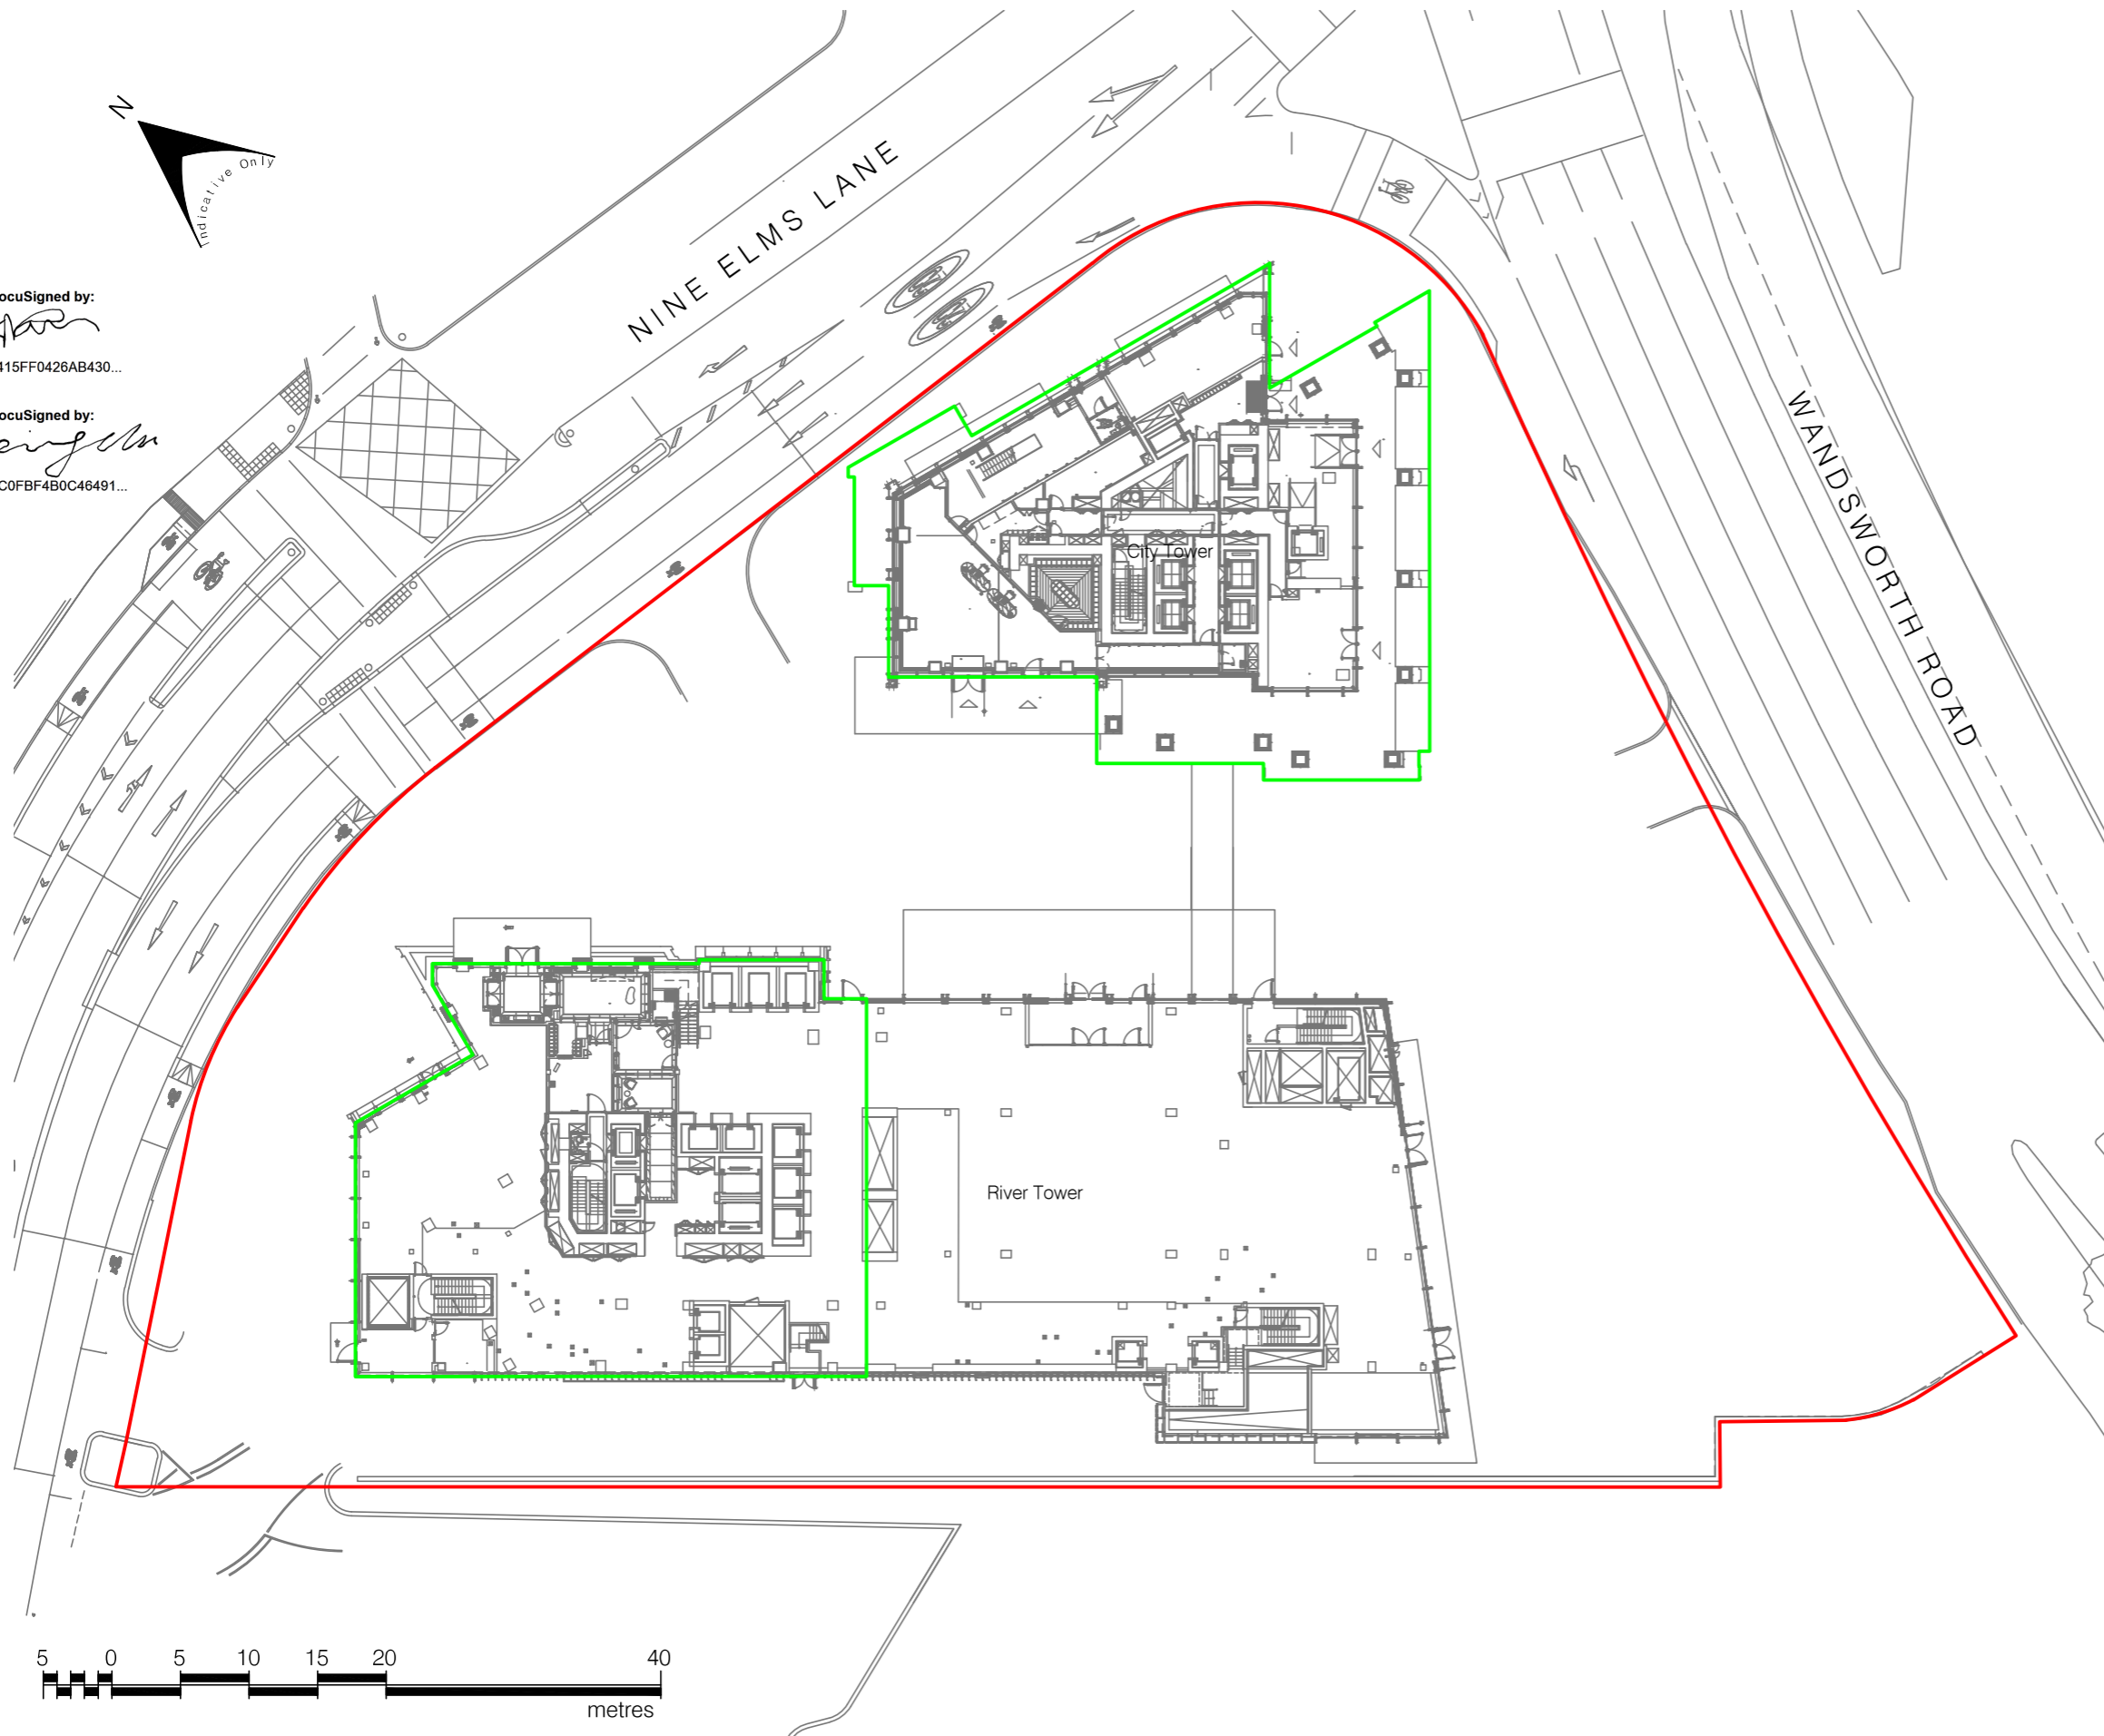 N
Indicative Only
ocuSigned by:
415FF0426AB430...
ocuSigned by:
C0FBF4B0C46491...
NINE ELMS LANE
WANDSWORTH ROAD
City Tower
River Tower
5 0 5 10 15 20 40
metres